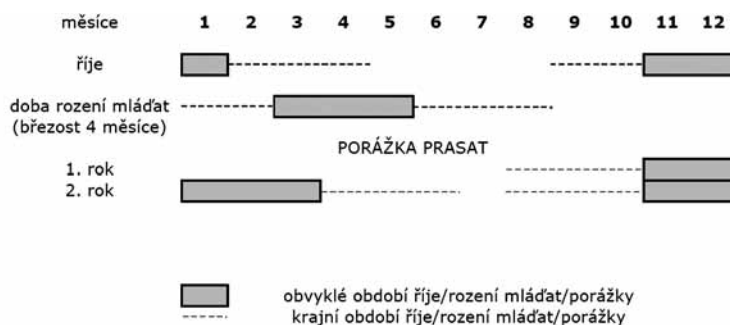 měsíce 1 2 3 4 5 6 7 8 9 10 11 12
říje
doba rození mláďat
(březost 4 měsíce)
PORÁŽKA PRASAT
1. rok
2. rok
obvyklé období říje/rození mláďat/porážky
krajní období říje/rození mláďat/porážky